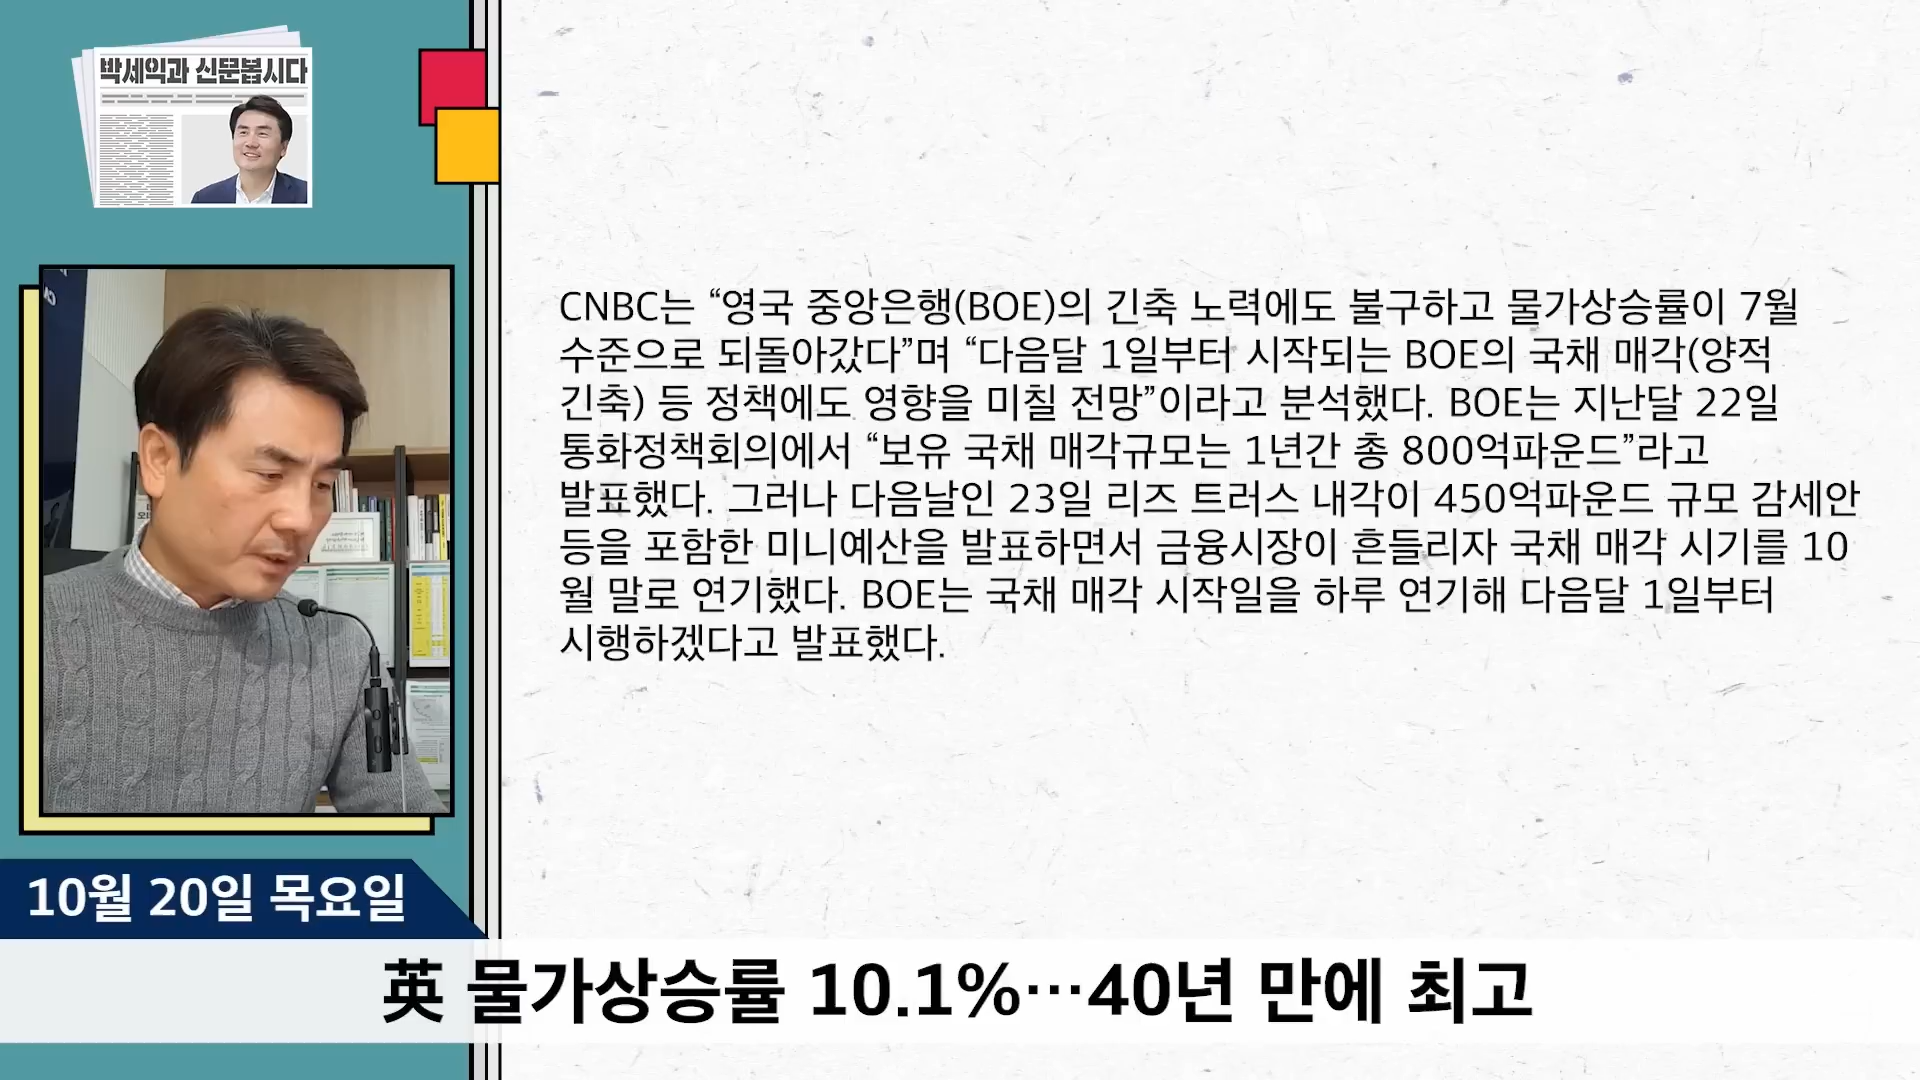 박세익과 신문봅시다
CNBC는 “영국 중앙은행(BOE)의 긴축 노력에도 불구하고 물가상승률이 7월
수준으로 되돌아갔다”며 “다음달 1일부터 시작되는 BOE의 국채 매각(양적
긴축) 등 정책에도 영향을 미칠 전망”이라고 분석했다. BOE는 지난달 22일
통화정책회의에서 “보유 국채 매각규모는 1년간 총 800억파운드”라고
발표했다. 그러나 다음날인 23일 리즈 트러스 내각이 450억파운드 규모 감세안
등을 포함한 미니예산을 발표하면서 금융시장이 흔들리자 국채 매각 시기를 10
월 말로 연기했다. BOE는 국채 매각 시작일을 하루 연기해 다음달 1일부터
시행하겠다고 발표했다.
10월 20일 목요일
英 물가상승률 10.1%…40년 만에 최고